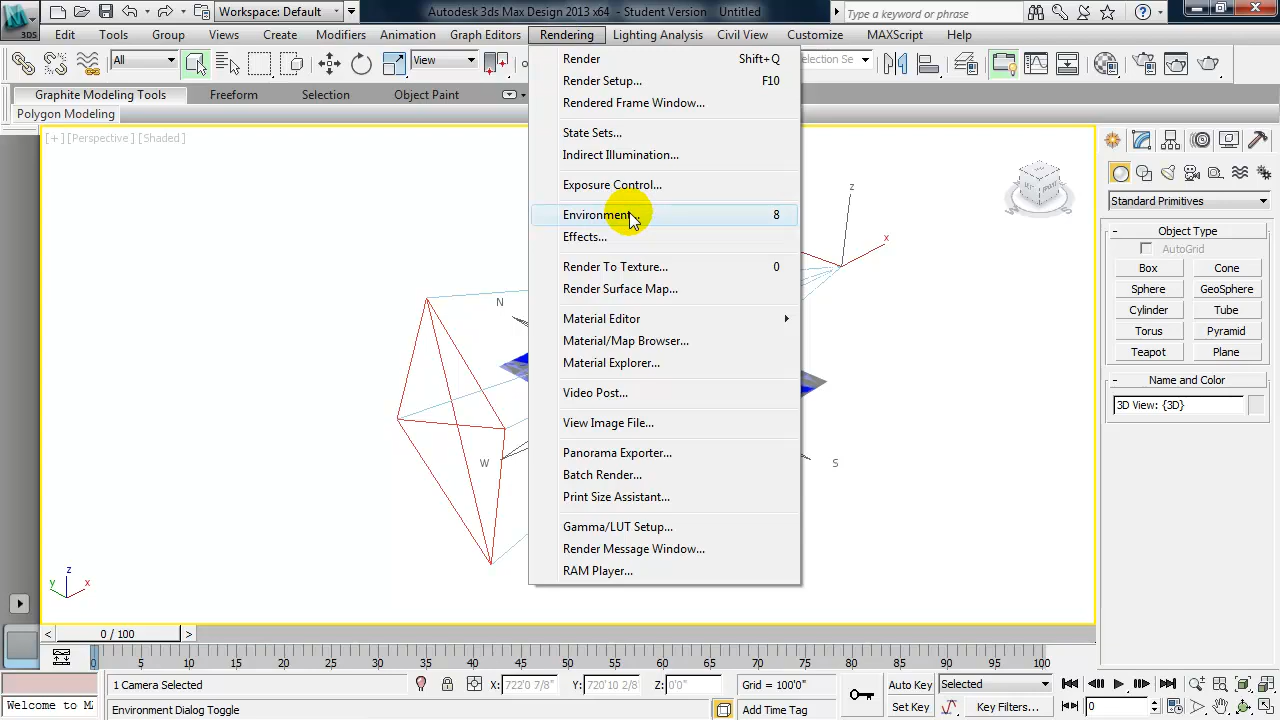 Workspace: Default
Autodesk 3ds Max Design 2013 x64 - Student Version Untitled
Type a keyword or phrase
3DS
Edit Tools Group Views Create Modifiers Animation Graph Editors Rendering Lighting Analysis Civil View Customize MAXScript Help
All
View
election Se
Graphite Modeling Tools Freeform Selection Object Paint
Polygon Modeling
[ + ] [Perspective ] [Shaded ]
Render Shift+Q
Render Setup... F10
Rendered Frame Window...
State Sets...
Indirect Illumination...
Exposure Control...
Environment... 8
Effects...
Render To Texture... 0
Render Surface Map...
Material Editor
Material/Map Browser...
Material Explorer...
Video Post...
View Image File...
Panorama Exporter...
Batch Render...
Print Size Assistant...
Gamma/LUT Setup...
Render Message Window...
RAM Player...
z
x
N
W
S
z
y x
Standard Primitives
- Object Type
AutoGrid
Box Cone
Sphere GeoSphere
Cylinder Tube
Torus Pyramid
Teapot Plane
- Name and Color
3D View: {3D}
< 0 / 100 >
0 5 10 15 20 25 30 35 40 45 50 55 60 65 70 75 80 85 90 95 100
1 Camera Selected
X: 722'0 7/8" Y: 720'10 2/8 Z: 0'0"
Grid = 100'0"
Auto Key Selected
Welcome to M
Environment Dialog Toggle
Add Time Tag
Set Key Key Filters...
0